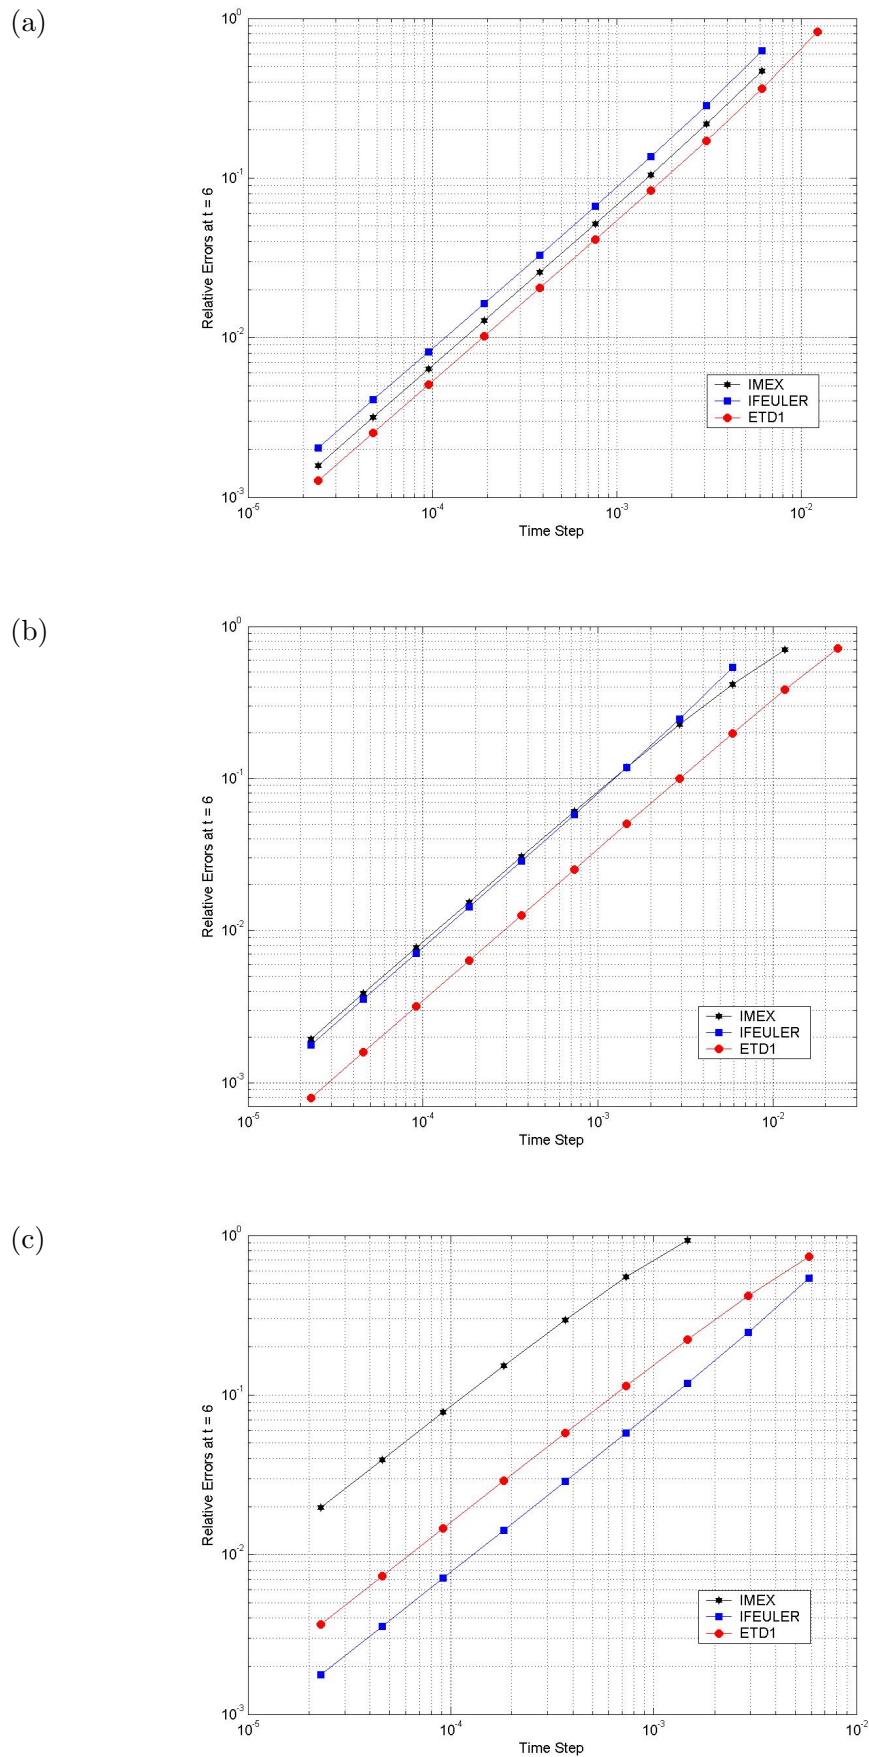 (a)
10^0
10^-1
10^-2
10^-3
Relative Errors at t = 6
IMEX
IFEULER
ETD1
10^-5 10^-4 10^-3 10^-2
Time Step
(b)
10^0
10^-1
10^-2
10^-3
Relative Errors at t = 6
IMEX
IFEULER
ETD1
10^-5 10^-4 10^-3 10^-2
Time Step
(c)
10^0
10^-1
10^-2
10^-3
Relative Errors at t = 6
IMEX
IFEULER
ETD1
10^-5 10^-4 10^-3 10^-2
Time Step